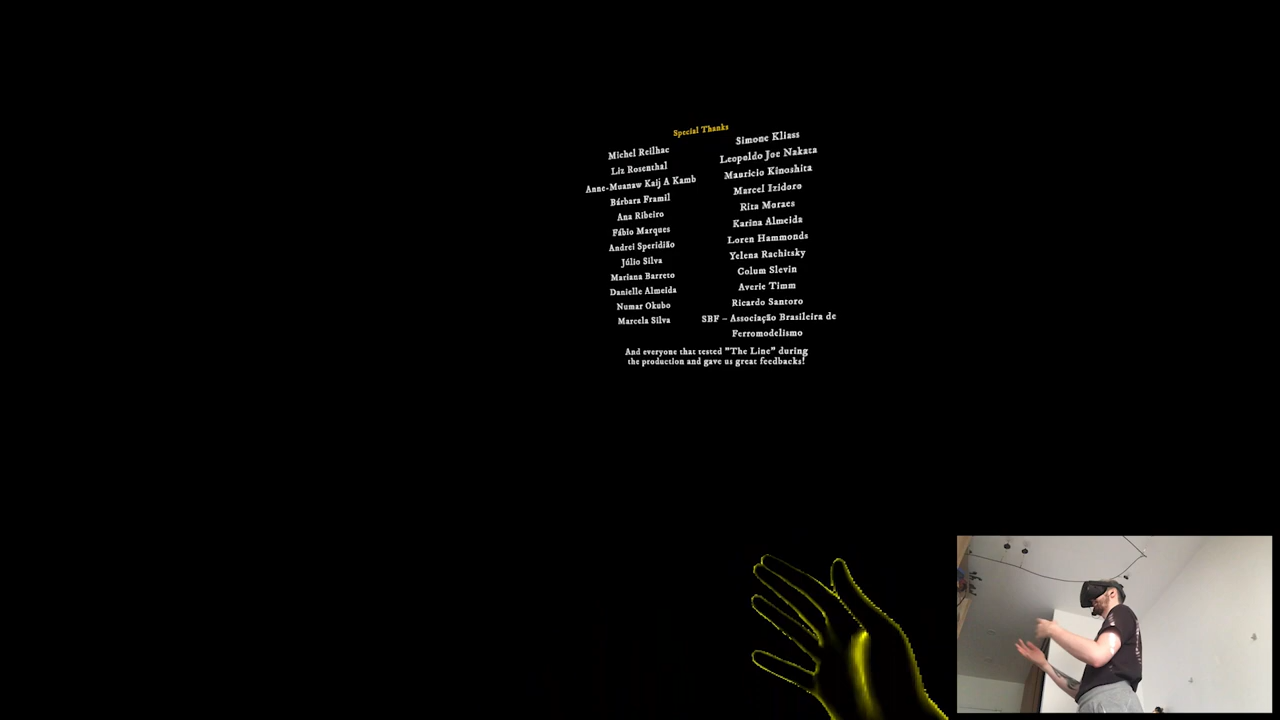 Special Thanks
Michel Reilhac
Liz Rosenthal
Anne-Muanaw Kaij A Kamb
Bárbara Framil
Ana Ribeiro
Fábio Marques
Andrei Speridião
Júlio Silva
Mariana Barreto
Danielle Almeida
Numar Okubo
Marcela Silva
Simone Kliass
Leopoldo Joe Nakata
Mauricio Kinoshita
Marcel Izidoro
Rita Moraes
Karina Almeida
Loren Hammonds
Yelena Rachitsky
Colum Slevin
Averie Timm
Ricardo Santoro
SBF – Associação Brasileira de
Ferromodelismo
And everyone that tested "The Line" during
the production and gave us great feedbacks!